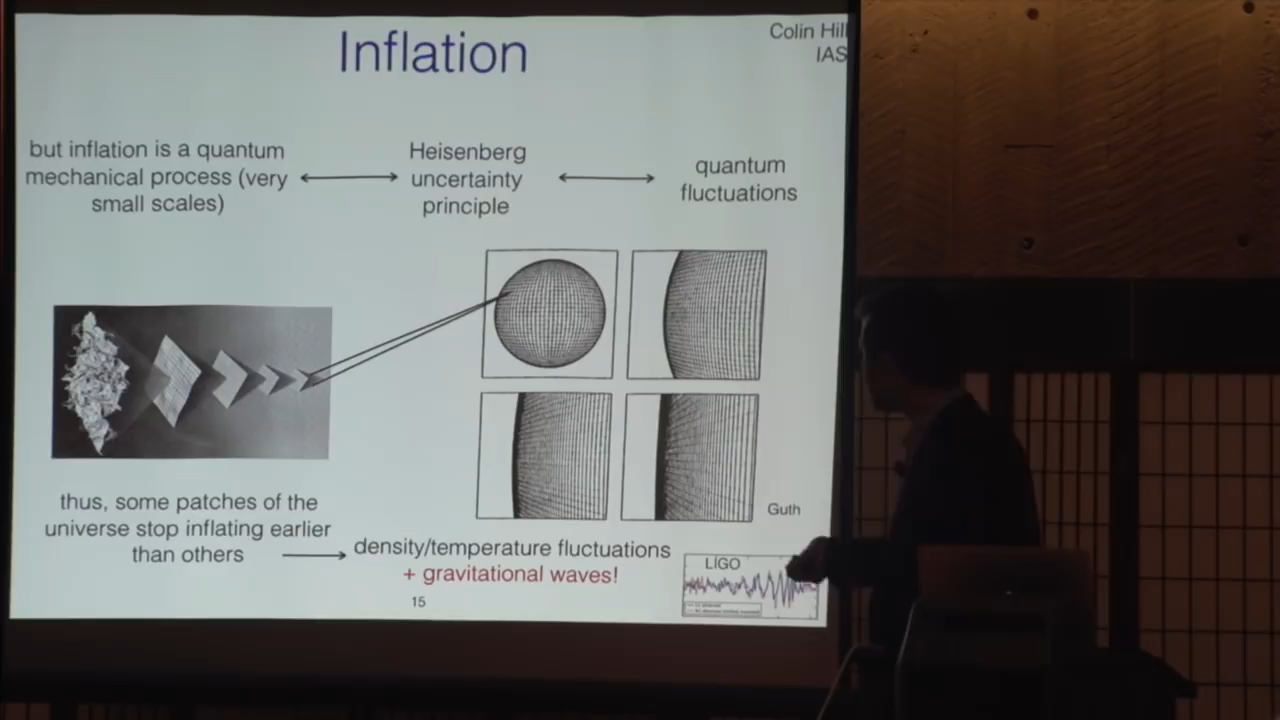 Inflation
Colin Hill
IAS
but inflation is a quantum
mechanical process (very
small scales)
Heisenberg
uncertainty
principle
quantum
fluctuations
Guth
thus, some patches of the
universe stop inflating earlier
than others
density/temperature fluctuations
+ gravitational waves!
LIGO
15